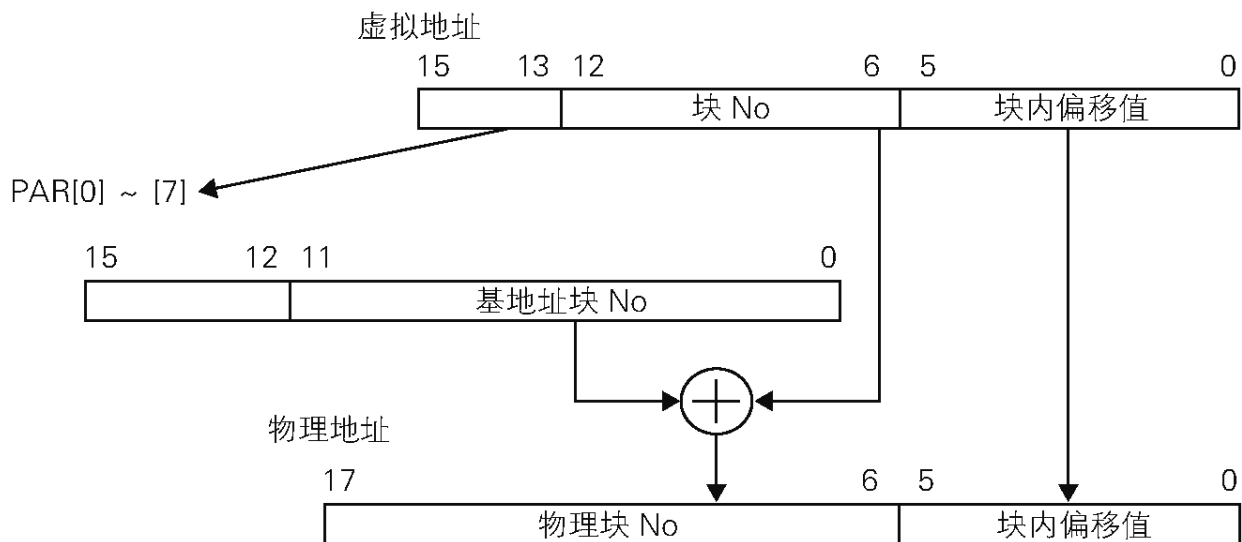 虚拟地址
15 13 12 6 5 0
块 No 块内偏移值
PAR[0] ~ [7]
15 12 11 0
基地址块 No
物理地址
17 6 5 0
物理块 No 块内偏移值